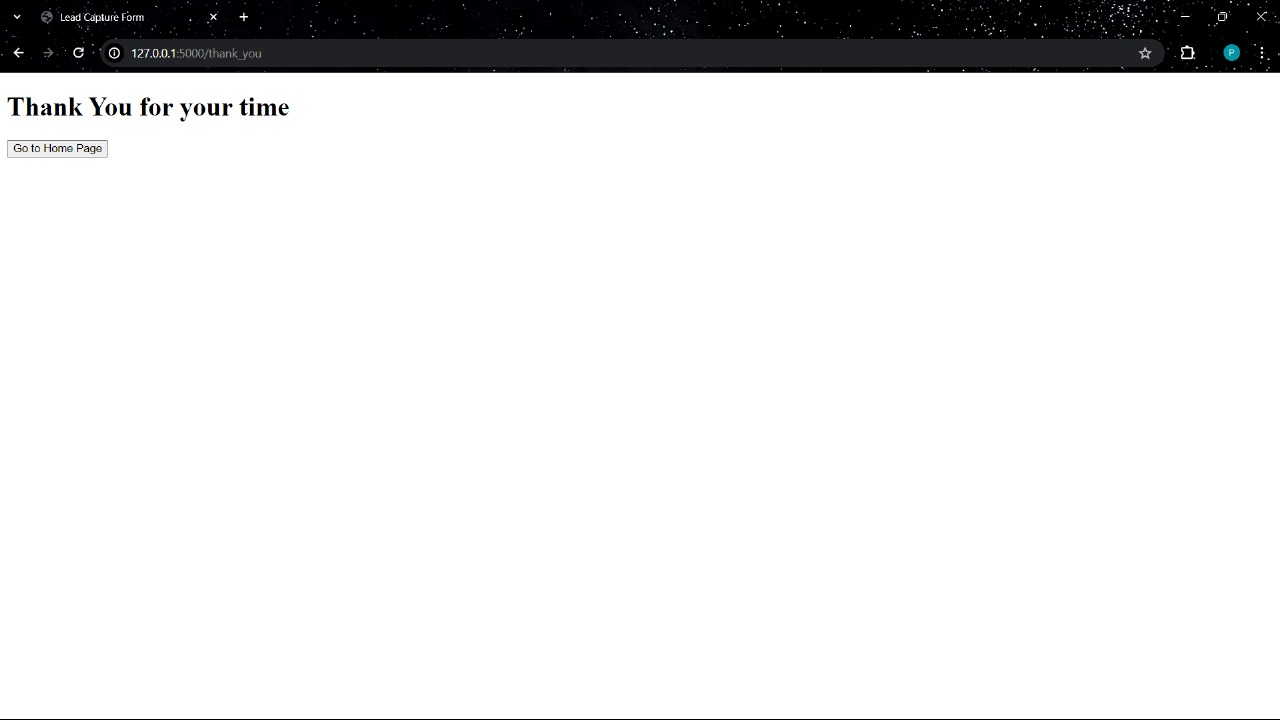 Lead Capture Form
127.0.0.1:5000/thank_you
P
Thank You for your time
Go to Home Page